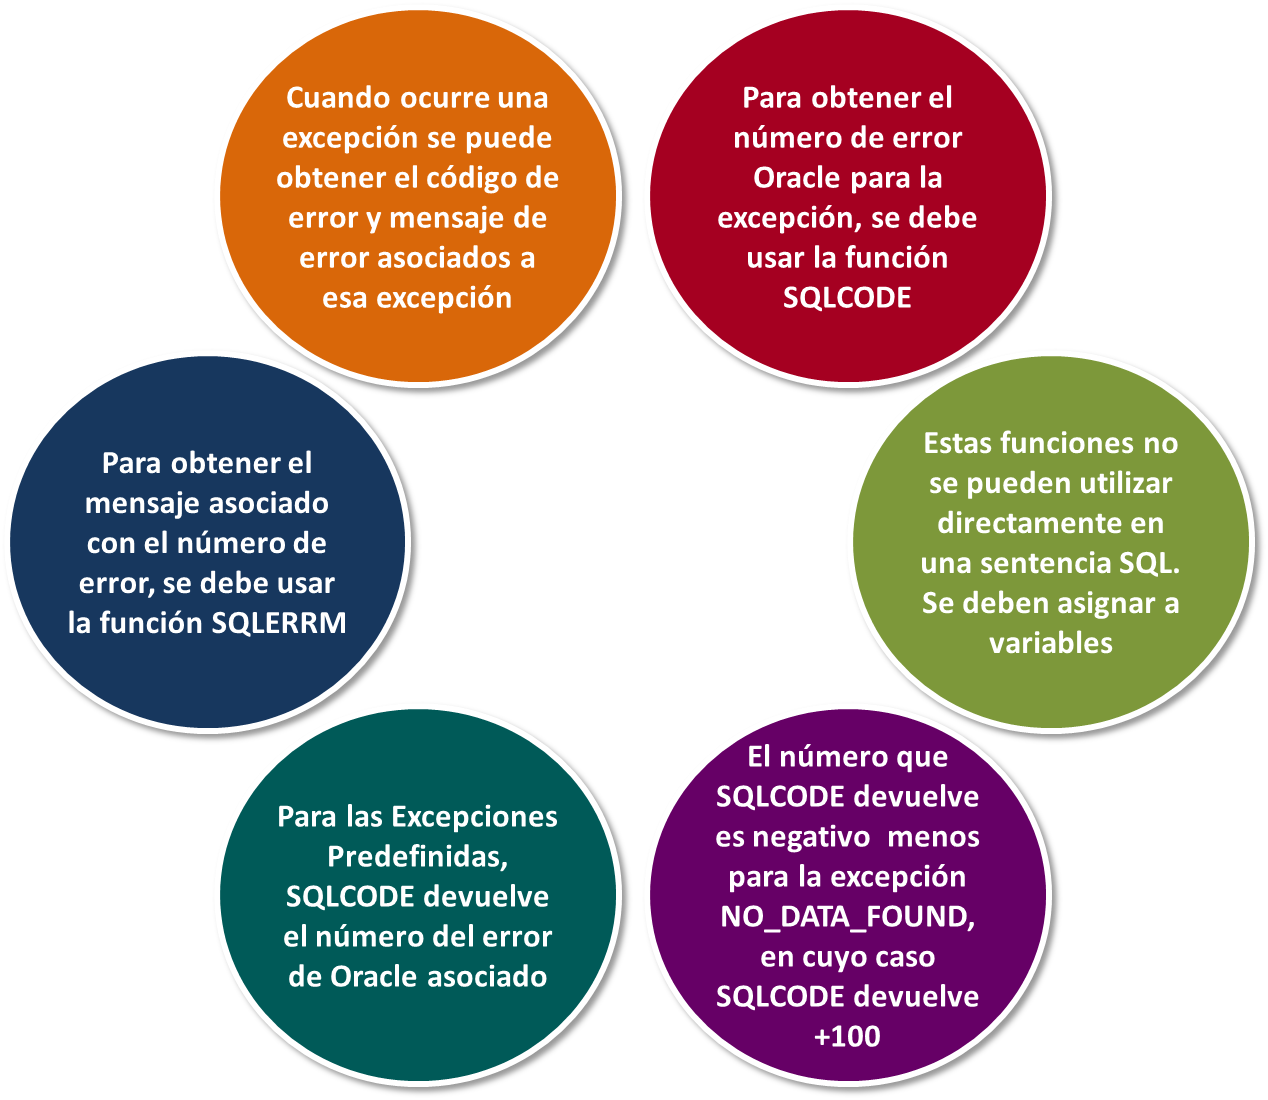 Cuando ocurre una
excepción se puede
obtener el código de
error y mensaje de
error asociados a
esa excepción
Para obtener el
número de error
Oracle para la
excepción, se debe
usar la función
SQLCODE
Para obtener el
mensaje asociado
con el número de
error, se debe usar
la función SQLERRM
Estas funciones no
se pueden utilizar
directamente en
una sentencia SQL.
Se deben asignar a
variables
Para las Excepciones
Predefinidas,
SQLCODE devuelve
el número del error
de Oracle asociado
El número que
SQLCODE devuelve
es negativo  menos
para la excepción
NO_DATA_FOUND,
en cuyo caso
SQLCODE devuelve
+100